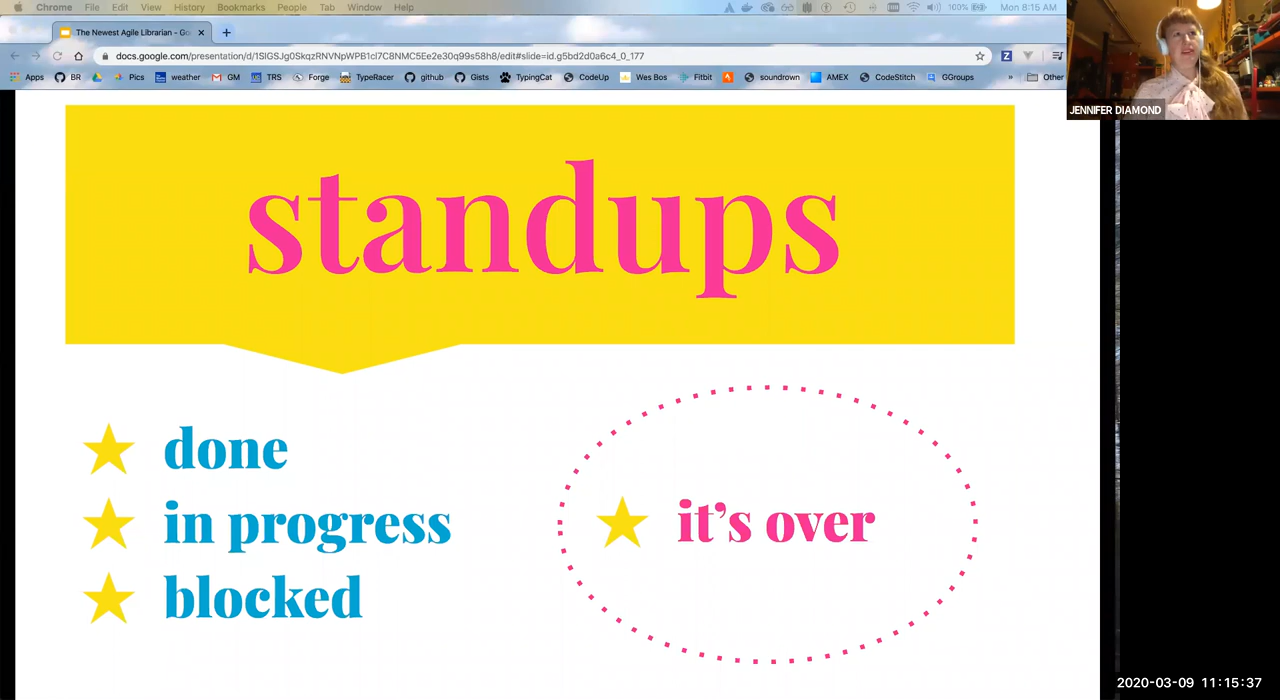 Chrome File Edit View History Bookmarks People Tab Window Help 100% Mon 8:15 AM
The Newest Agile Librarian - Go
docs.google.com/presentation/d/1SlGSJg0SkqzRNVNpWPB1cl7C8NMC5Ee2e30q99s58h8/edit#slide=id.g5bd2d0a6c4_0_177
Apps BR Pics weather GM TRS Forge TypeRacer github Gists TypingCat CodeUp Wes Bos Fitbit soundrown AMEX CodeStitch GGroups » Other
JENNIFER DIAMOND
standups
done
in progress
blocked
it’s over
2020-03-09 11:15:37